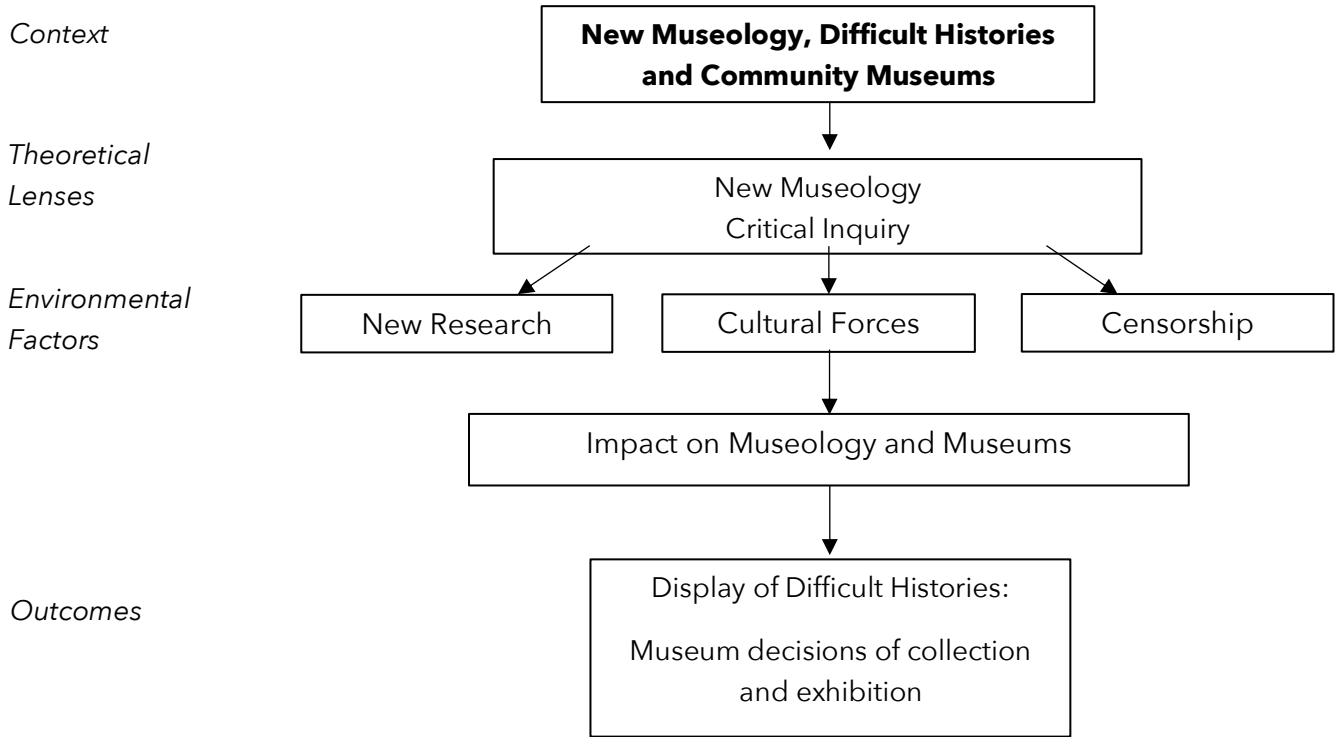 Context
New Museology, Difficult Histories
and Community Museums
Theoretical
Lenses
New Museology
Critical Inquiry
Environmental
Factors
New Research
Cultural Forces
Censorship
Impact on Museology and Museums
Outcomes
Display of Difficult Histories:
Museum decisions of collection
and exhibition